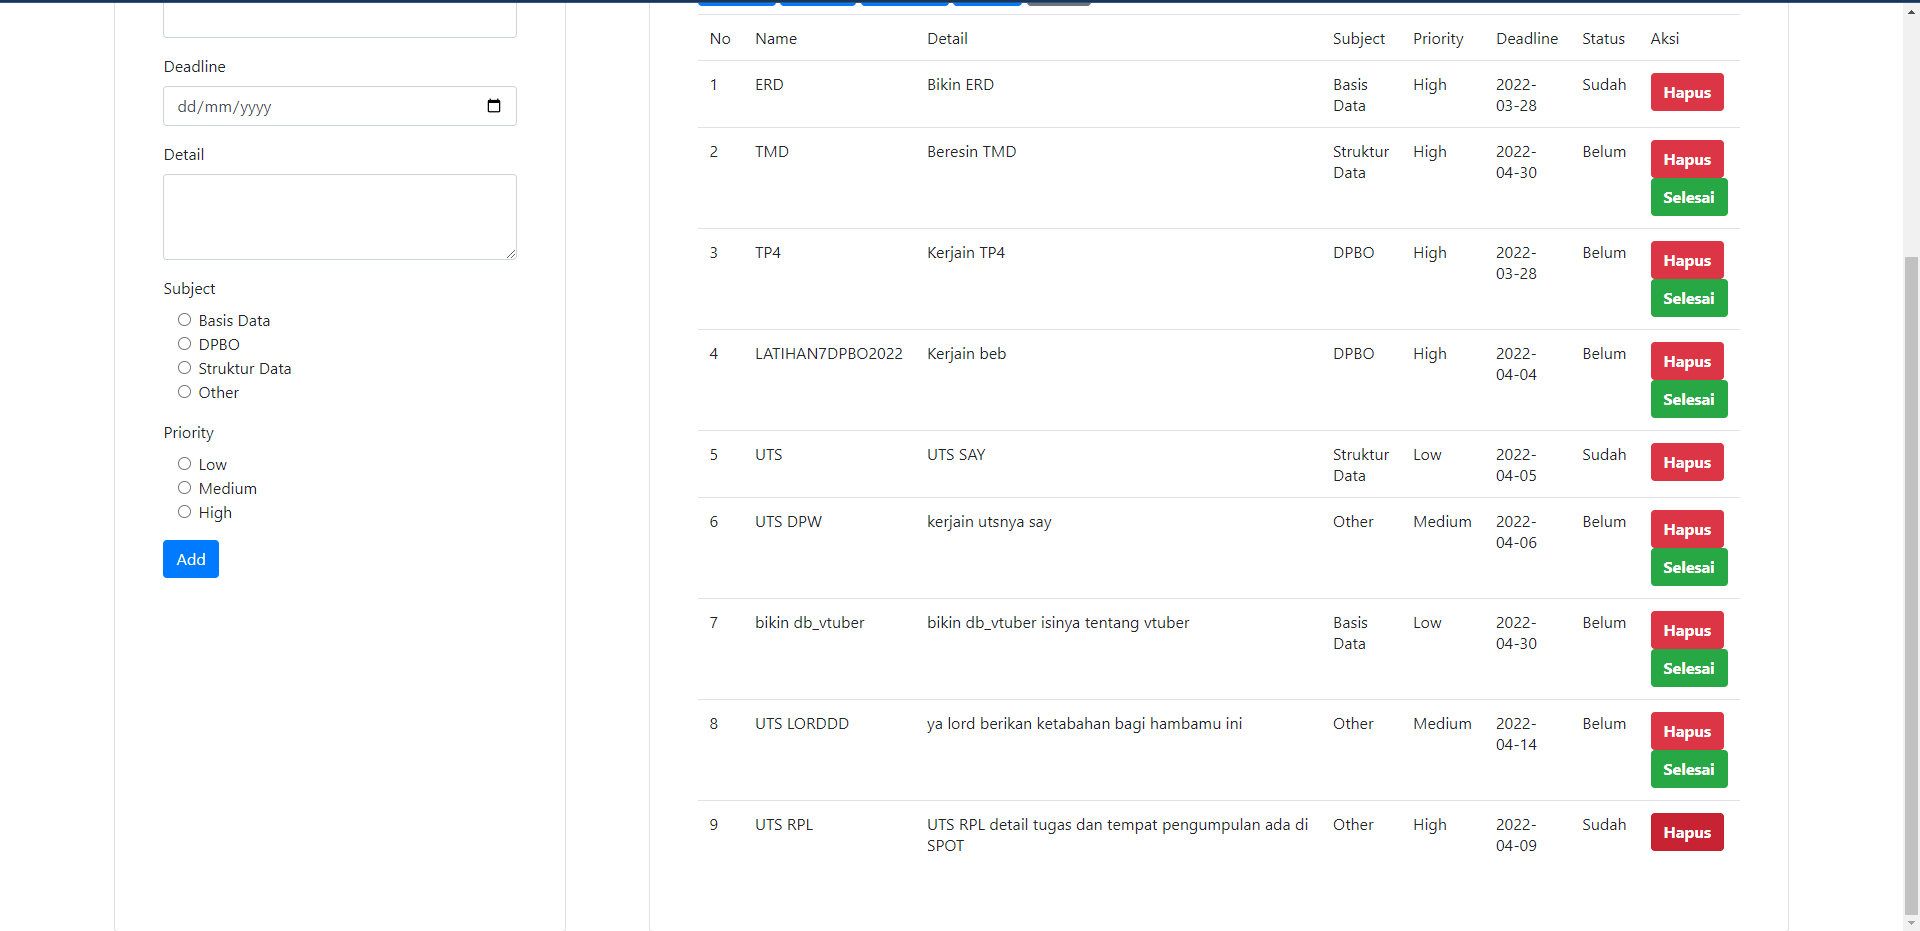 Deadline
dd/mm/yyyy
Detail
Subject
Basis Data
DPBO
Struktur Data
Other
Priority
Low
Medium
High
Add
No Name Detail Subject Priority Deadline Status Aksi
1 ERD Bikin ERD Basis Data High 2022-03-28 Sudah Hapus
2 TMD Beresin TMD Struktur Data High 2022-04-30 Belum Hapus Selesai
3 TP4 Kerjain TP4 DPBO High 2022-03-28 Belum Hapus Selesai
4 LATIHAN7DPBO2022 Kerjain beb DPBO High 2022-04-04 Belum Hapus Selesai
5 UTS UTS SAY Struktur Data Low 2022-04-05 Sudah Hapus
6 UTS DPW kerjain utsnya say Other Medium 2022-04-06 Belum Hapus Selesai
7 bikin db_vtuber bikin db_vtuber isinya tentang vtuber Basis Data Low 2022-04-30 Belum Hapus Selesai
8 UTS LORDDD ya lord berikan ketabahan bagi hambamu ini Other Medium 2022-04-14 Belum Hapus Selesai
9 UTS RPL UTS RPL detail tugas dan tempat pengumpulan ada di SPOT Other High 2022-04-09 Sudah Hapus